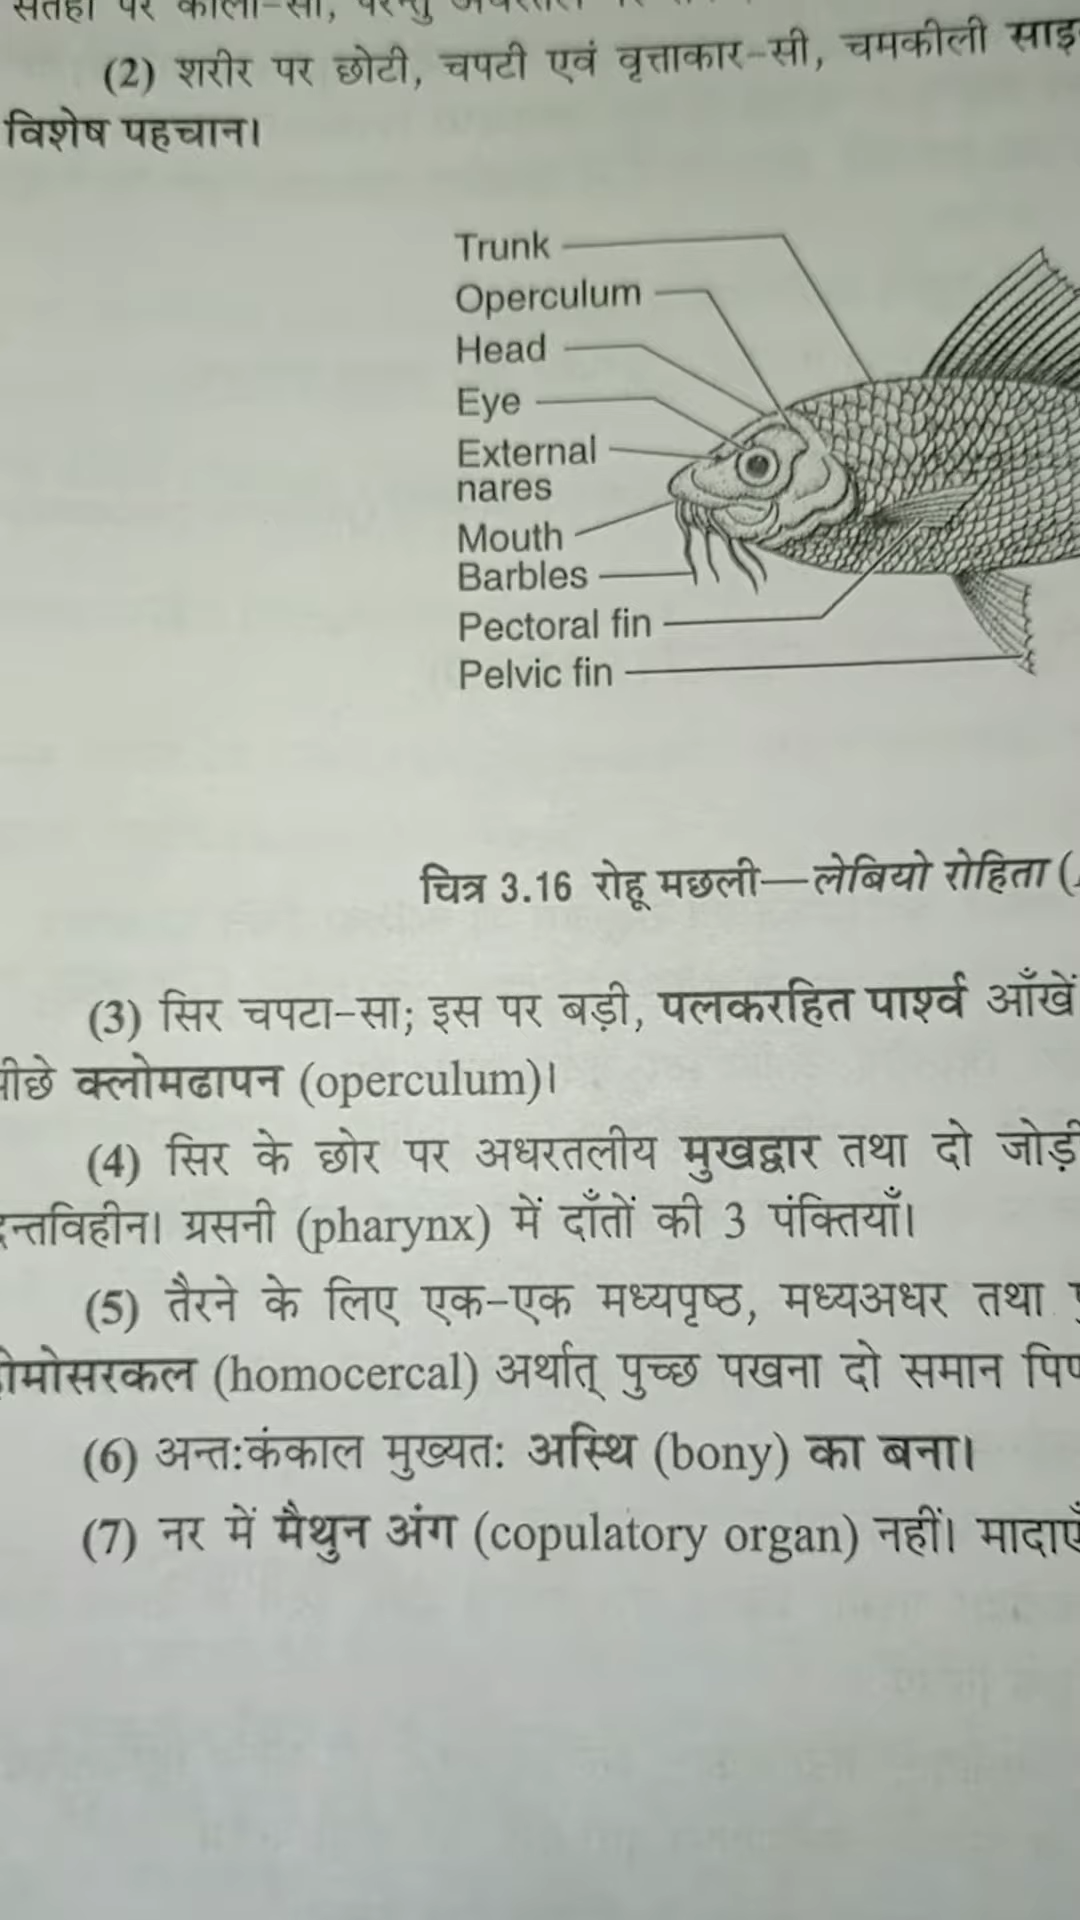 (2) शरीर पर छोटी, चपटी एवं वृत्ताकार-सी, चमकीली
विशेष पहचान।
Trunk
Operculum
Head
Eye
External
nares
Mouth
Barbles
Pectoral fin
Pelvic fin
चित्र 3.16 रोहू मछली—लेबियो रोहिता (
(3) सिर चपटा-सा; इस पर बड़ी, पलकरहित पार्श्व आँखें
क्लोमढापन (operculum)।
(4) सिर के छोर पर अधरतलीय मुखद्वार तथा दो जोड़ी
ग्रसनी (pharynx) में दाँतों की 3 पंक्तियाँ।
(5) तैरने के लिए एक-एक मध्यपृष्ठ, मध्यअधर तथा
(homocercal) अर्थात् पुच्छ पखना दो समान
(6) अन्त:कंकाल मुख्यत: अस्थि (bony) का बना।
(7) नर में मैथुन अंग (copulatory organ) नहीं। मादाएँ